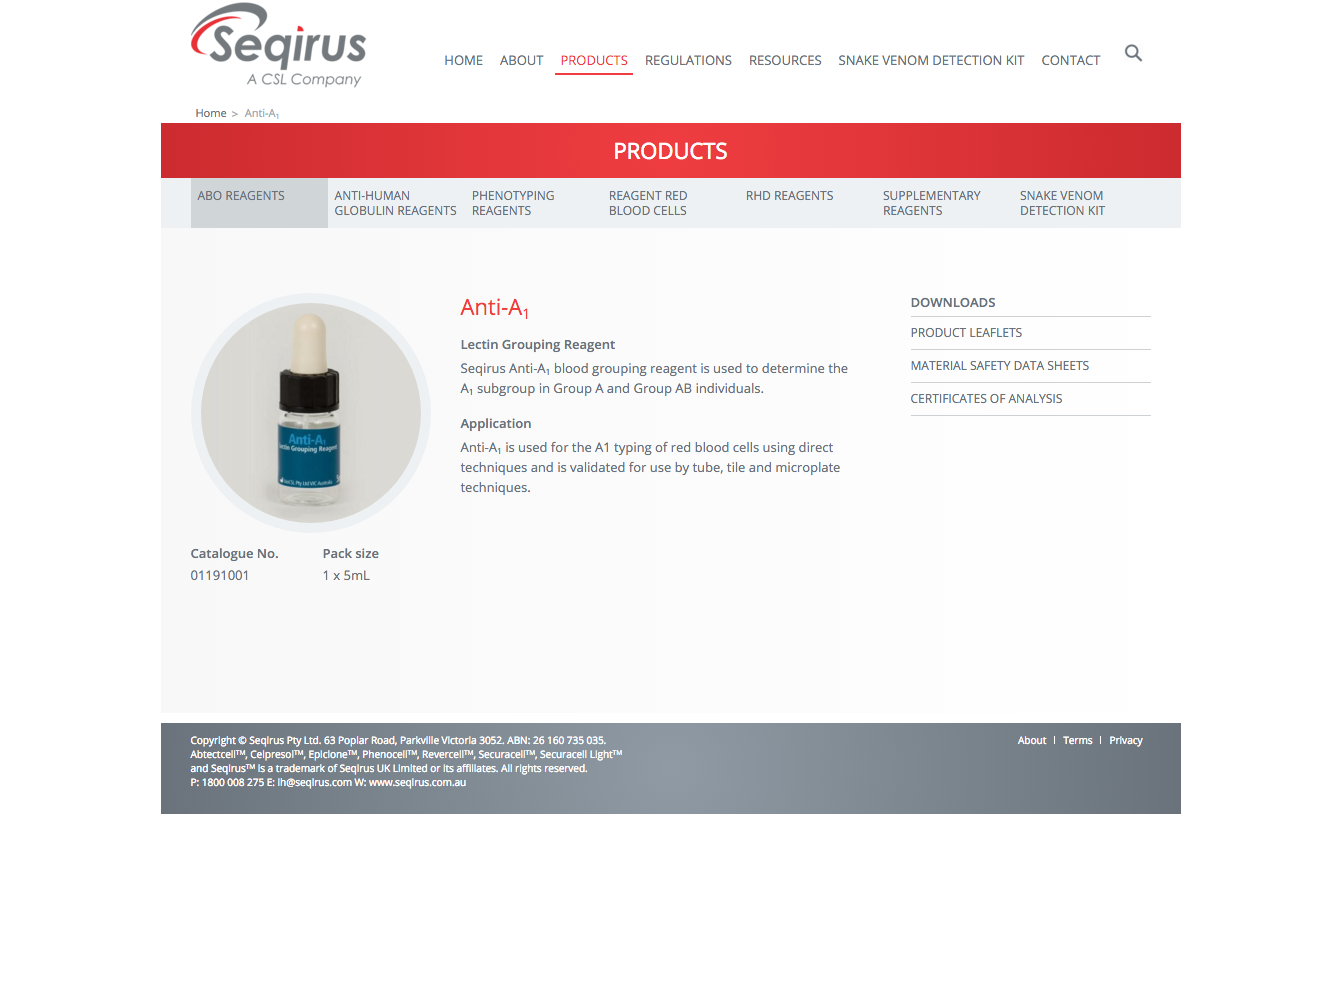 Seqirus
A CSL Company
HOME ABOUT PRODUCTS REGULATIONS RESOURCES SNAKE VENOM DETECTION KIT CONTACT
Home > Anti-A₁
PRODUCTS
ABO REAGENTS
ANTI-HUMAN
GLOBULIN REAGENTS
PHENOTYPING
REAGENTS
REAGENT RED
BLOOD CELLS
RHD REAGENTS
SUPPLEMENTARY
REAGENTS
SNAKE VENOM
DETECTION KIT
Anti-A₁
Lectin Grouping Reagent
Catalogue No. Pack size
01191001 1 x 5mL
Anti-A₁
Lectin Grouping Reagent
Seqirus Anti-A₁ blood grouping reagent is used to determine the
A₁ subgroup in Group A and Group AB individuals.
Application
Anti-A₁ is used for the A1 typing of red blood cells using direct
techniques and is validated for use by tube, tile and microplate
techniques.
DOWNLOADS
PRODUCT LEAFLETS
MATERIAL SAFETY DATA SHEETS
CERTIFICATES OF ANALYSIS
Copyright © Seqirus Pty Ltd. 63 Poplar Road, Parkville Victoria 3052. ABN: 26 160 735 035.
Abtectcell™, Celpresol™, Epiclone™, Phenocell™, Revercell™, Securacell™, Securacell Light™
and Seqirus™ is a trademark of Seqirus UK Limited or its affiliates. All rights reserved.
P: 1800 008 275 E: ih@seqirus.com W: www.seqirus.com.au
About | Terms | Privacy